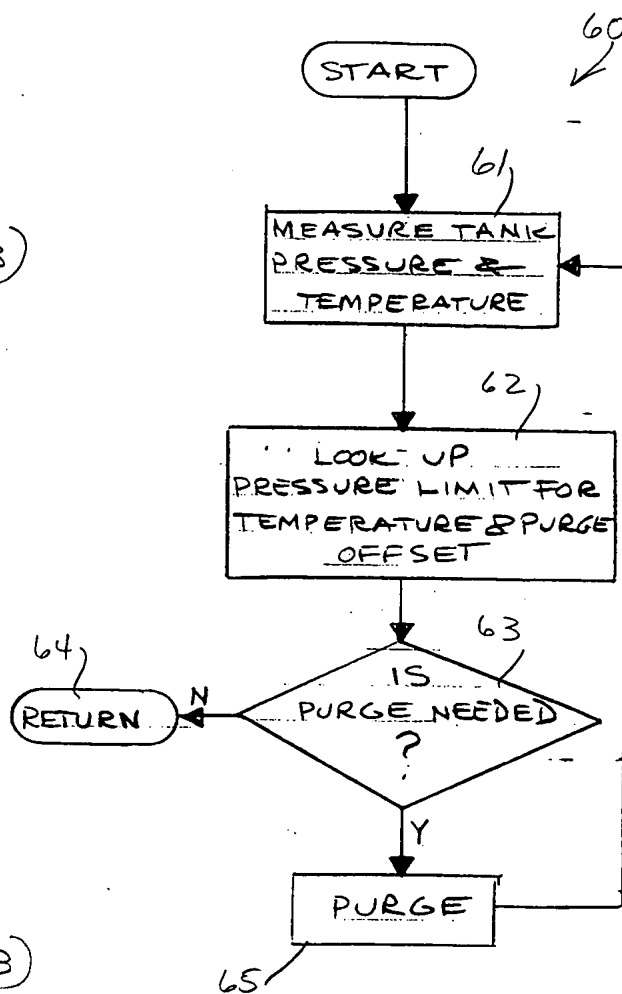 60
START
61
MEASURE TANK
PRESSURE &
TEMPERATURE
62
LOOK UP
PRESSURE LIMIT FOR
TEMPERATURE & PURGE
OFFSET
63
IS
PURGE NEEDED
?
64
N
RETURN
Y
PURGE
65